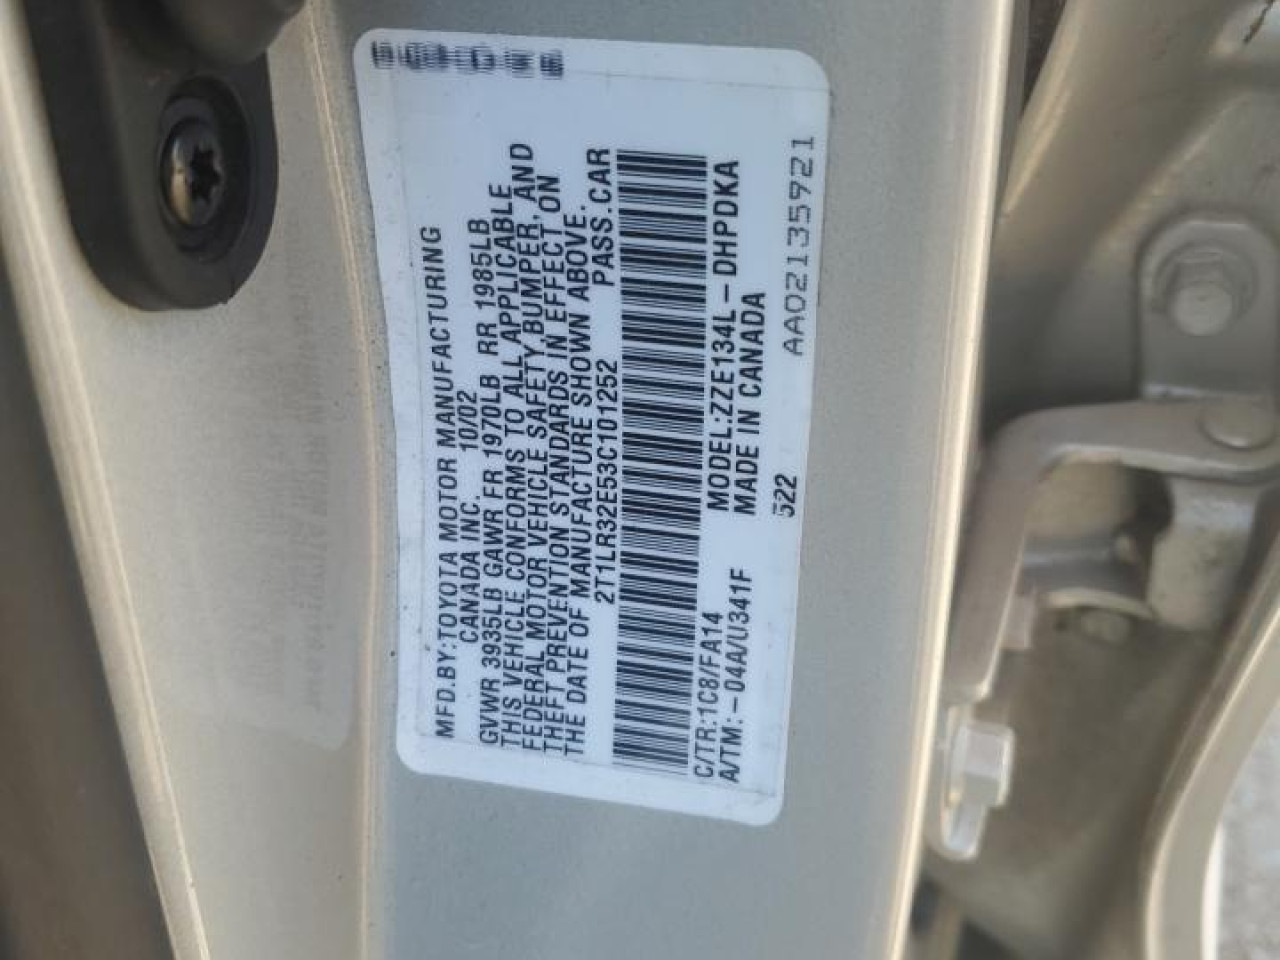 MFD.BY:TOYOTA MOTOR MANUFACTURING
CANADA INC. 10/02
GVWR 3935LB GAWR FR 1970LB RR 1985LB
THIS VEHICLE CONFORMS TO ALL APPLICABLE
FEDERAL MOTOR VEHICLE SAFETY,BUMPER, AND
THEFT PREVENTION STANDARDS IN EFFECT ON
THE DATE OF MANUFACTURE SHOWN ABOVE.
2T1LR32E53C101252 PASS.CAR
C/TR:1C8/FA14 MODEL:ZZE134L-DHPDKA
A/TM:-04A/U341F MADE IN CANADA
522 AA02135921